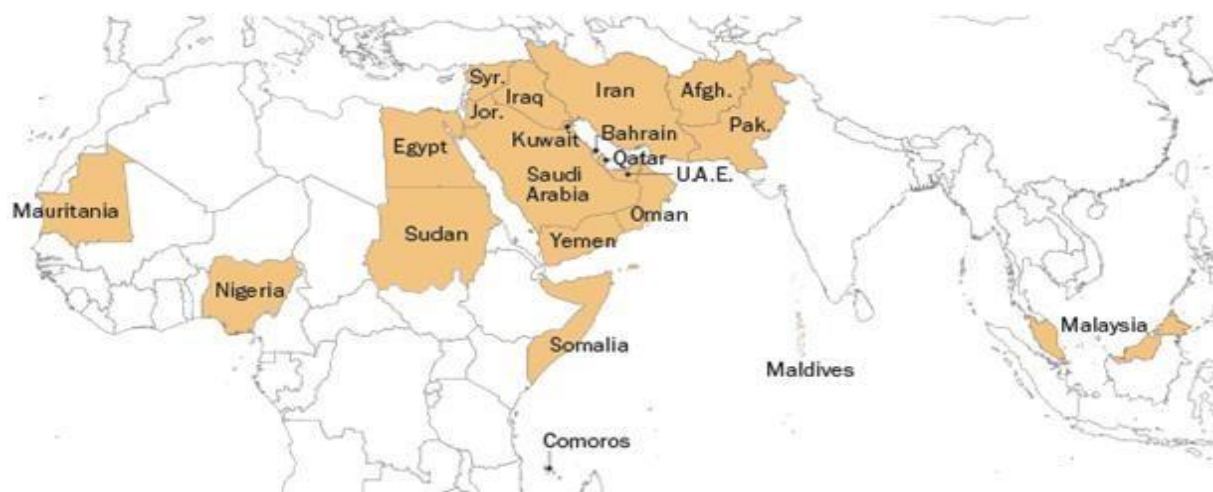 Syr.
Iraq
Iran
Afgh.
Jor.
Pak.
Kuwait
Bahrain
Egypt
Qatar
Saudi
Arabia
U.A.E.
Mauritania
Oman
Sudan
Yemen
Nigeria
Malaysia
Somalia
Maldives
Comoros